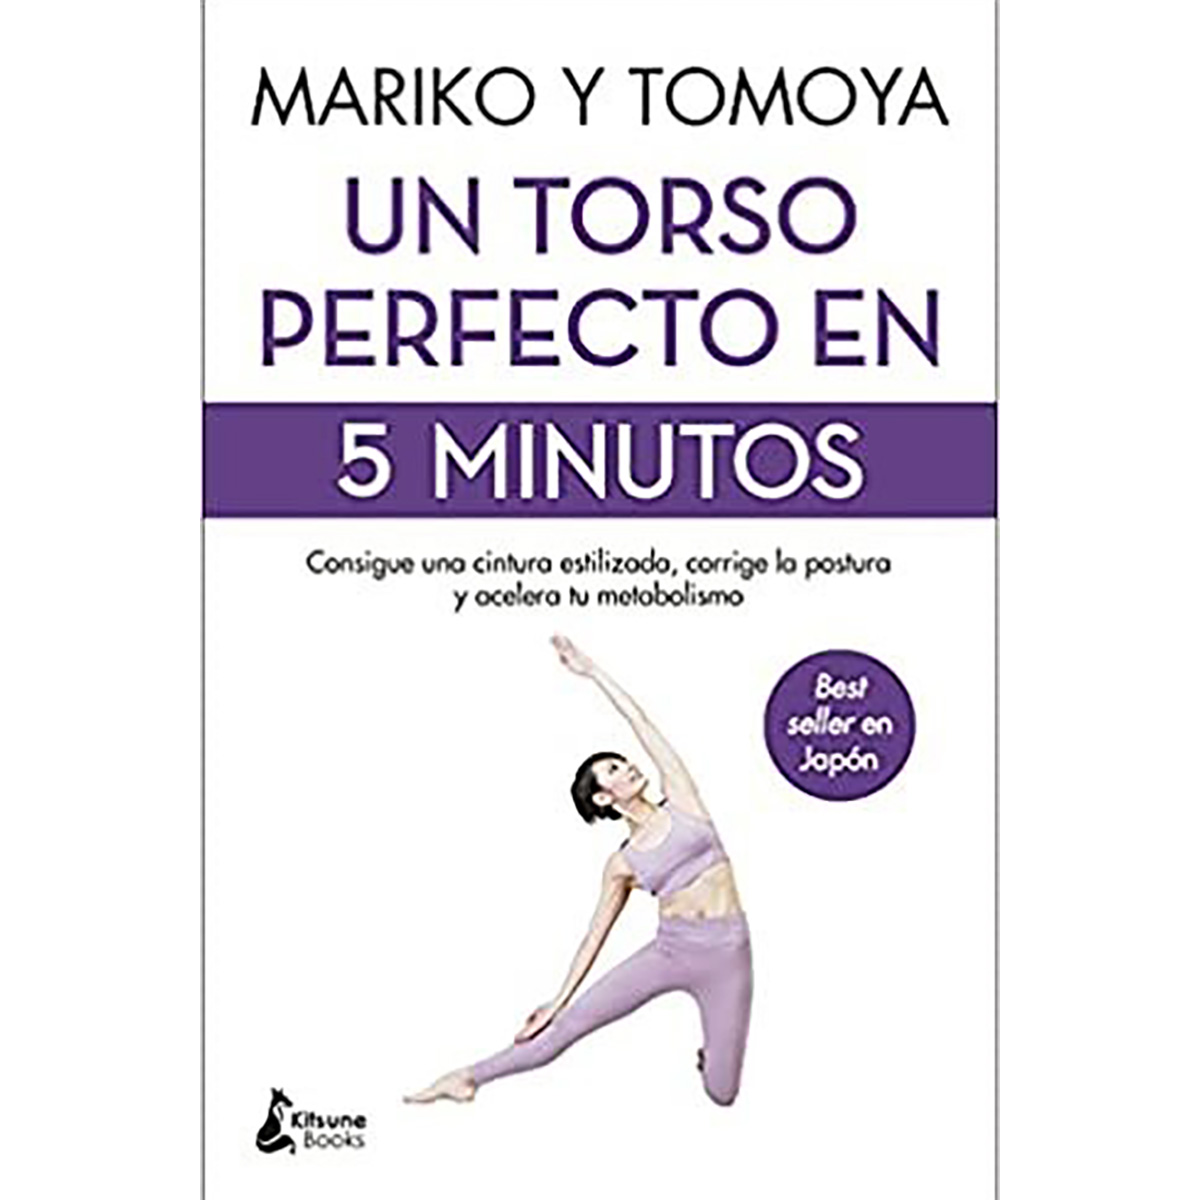 MARIKO Y TOMOYA
UN TORSO
PERFECTO EN
5 MINUTOS
Consigue una cintura estilizada, corrige la postura
y acelera tu metabolismo
Best
seller en
Japón
Kitsune
Books